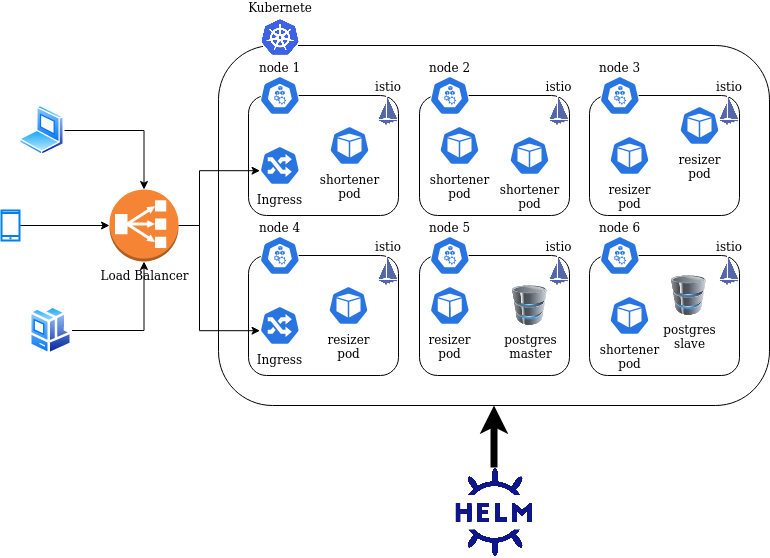 Kubernete
node 1
istio
shortener
pod
Ingress
node 2
istio
shortener
pod
shortener
pod
node 3
istio
resizer
pod
resizer
pod
Load Balancer
node 4
istio
resizer
pod
Ingress
node 5
istio
resizer
pod
postgres
master
node 6
istio
shortener
pod
postgres
slave
HELM